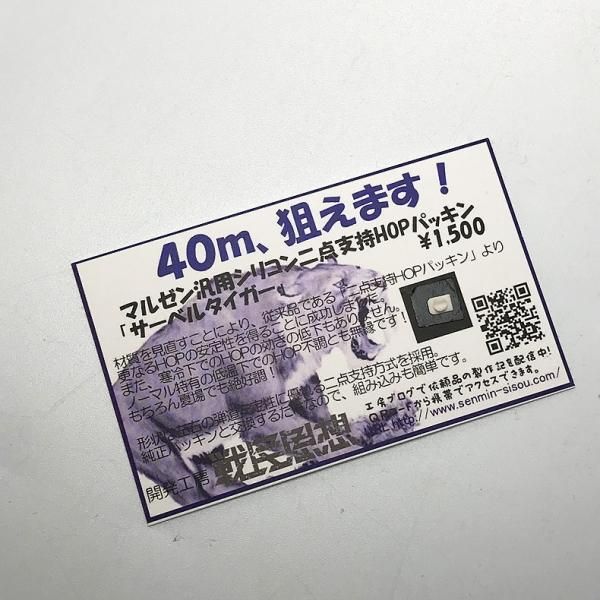 40m、狙えます！
マルゼン汎用シリコン二点支持HOPパッキン
「サーベルタイガー」
¥1,500
材質を見直すことにより、従来品である「二点支持HOPパッキン」より
更なるHOPの安定性を得ることに成功しました。
また、寒冷下でのHOPの効きの低下もありません。
ノーマル特有の低温下でのHOP不調とも無縁です！
もちろん夏場でも絶好調！
形状は左右の弾道安定性に優れる二点支持方式を採用。
純正パッキンと交換するだけなので、組み込みも簡単です。
開発工房
工房ブログで依頼品の製作記を配信中！
QRコードから携帯でアクセスできます。
URL http://www.senmin-sisou.com/